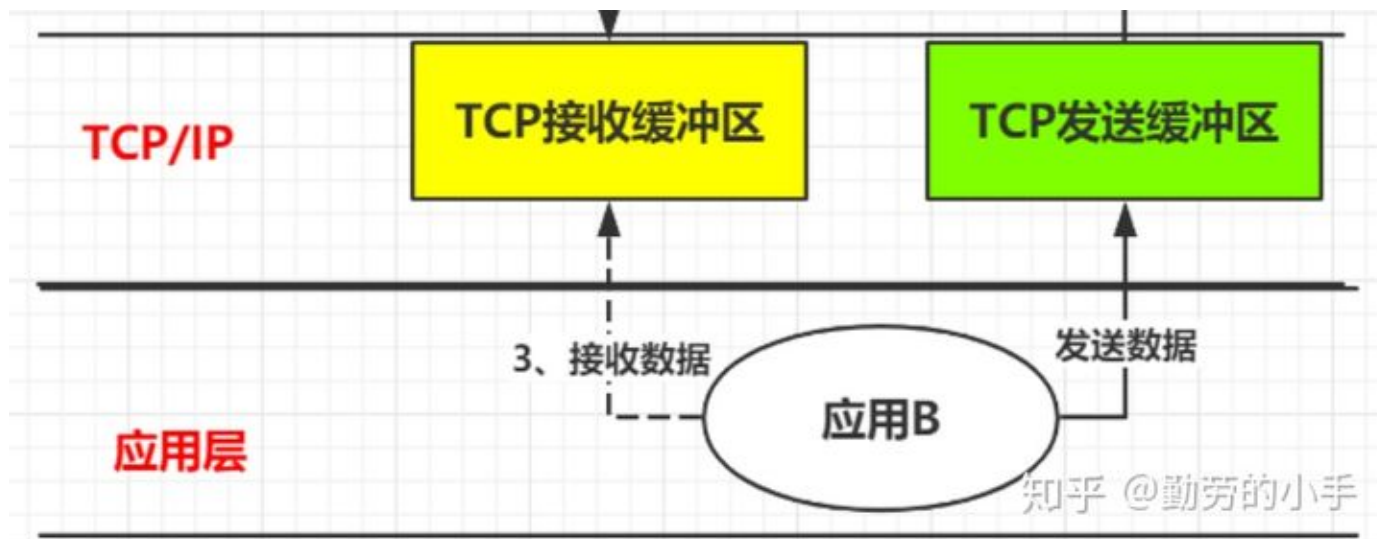 TCP/IP
TCP接收缓冲区
TCP发送缓冲区
3、接收数据
发送数据
应用B
应用层
知乎 @勤劳的小手